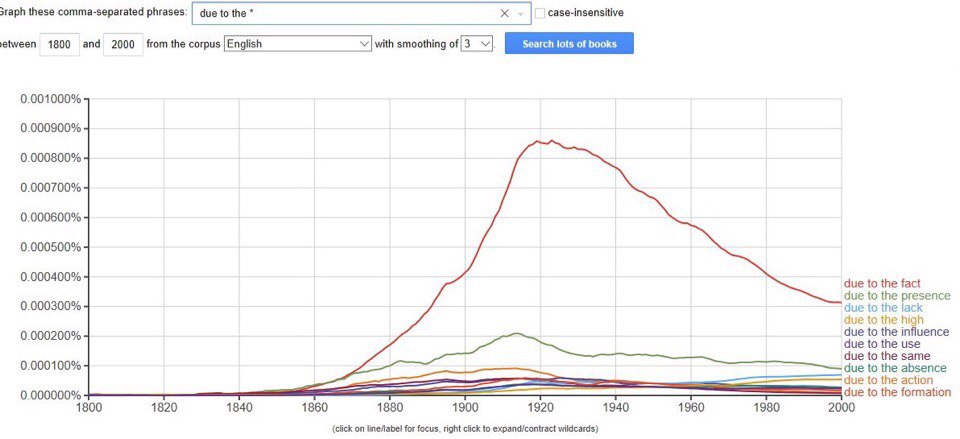 Graph these comma-separated phrases: due to the * case-insensitive
between 1800 and 2000 from the corpus English with smoothing of 3 . Search lots of books
0.001000%
0.000900%
0.000800%
0.000700%
0.000600%
0.000500%
0.000400%
0.000300%
0.000200%
0.000100%
0.000000%
1800 1820 1840 1860 1880 1900 1920 1940 1960 1980 2000
due to the fact
due to the presence
due to the lack
due to the high
due to the influence
due to the use
due to the same
due to the absence
due to the action
due to the formation
(click on line/label for focus, right click to expand/contract wildcards)